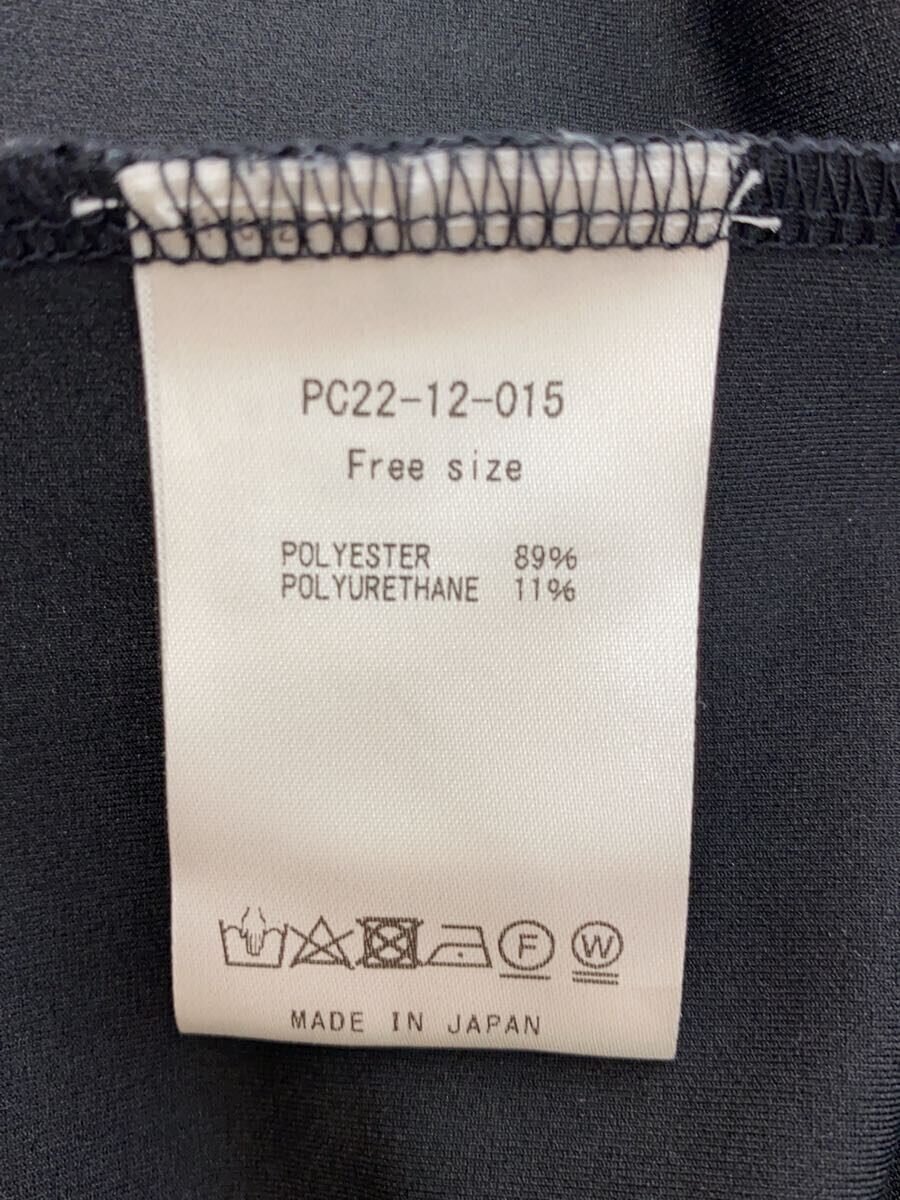 PC22-12-015
Free size
POLYESTER 89%
POLYURETHANE 11%
F W
MADE IN JAPAN